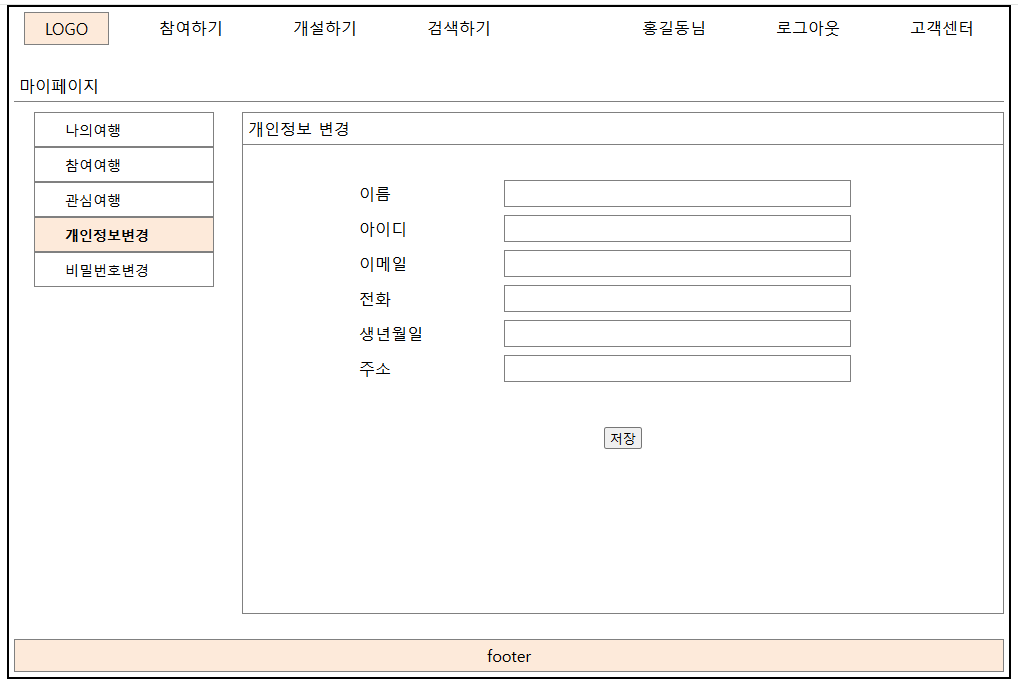 LOGO 참여하기 개설하기 검색하기 홍길동님 로그아웃 고객센터
마이페이지
나의여행
참여여행
관심여행
개인정보변경
비밀번호변경
개인정보 변경
이름
아이디
이메일
전화
생년월일
주소
저장
footer